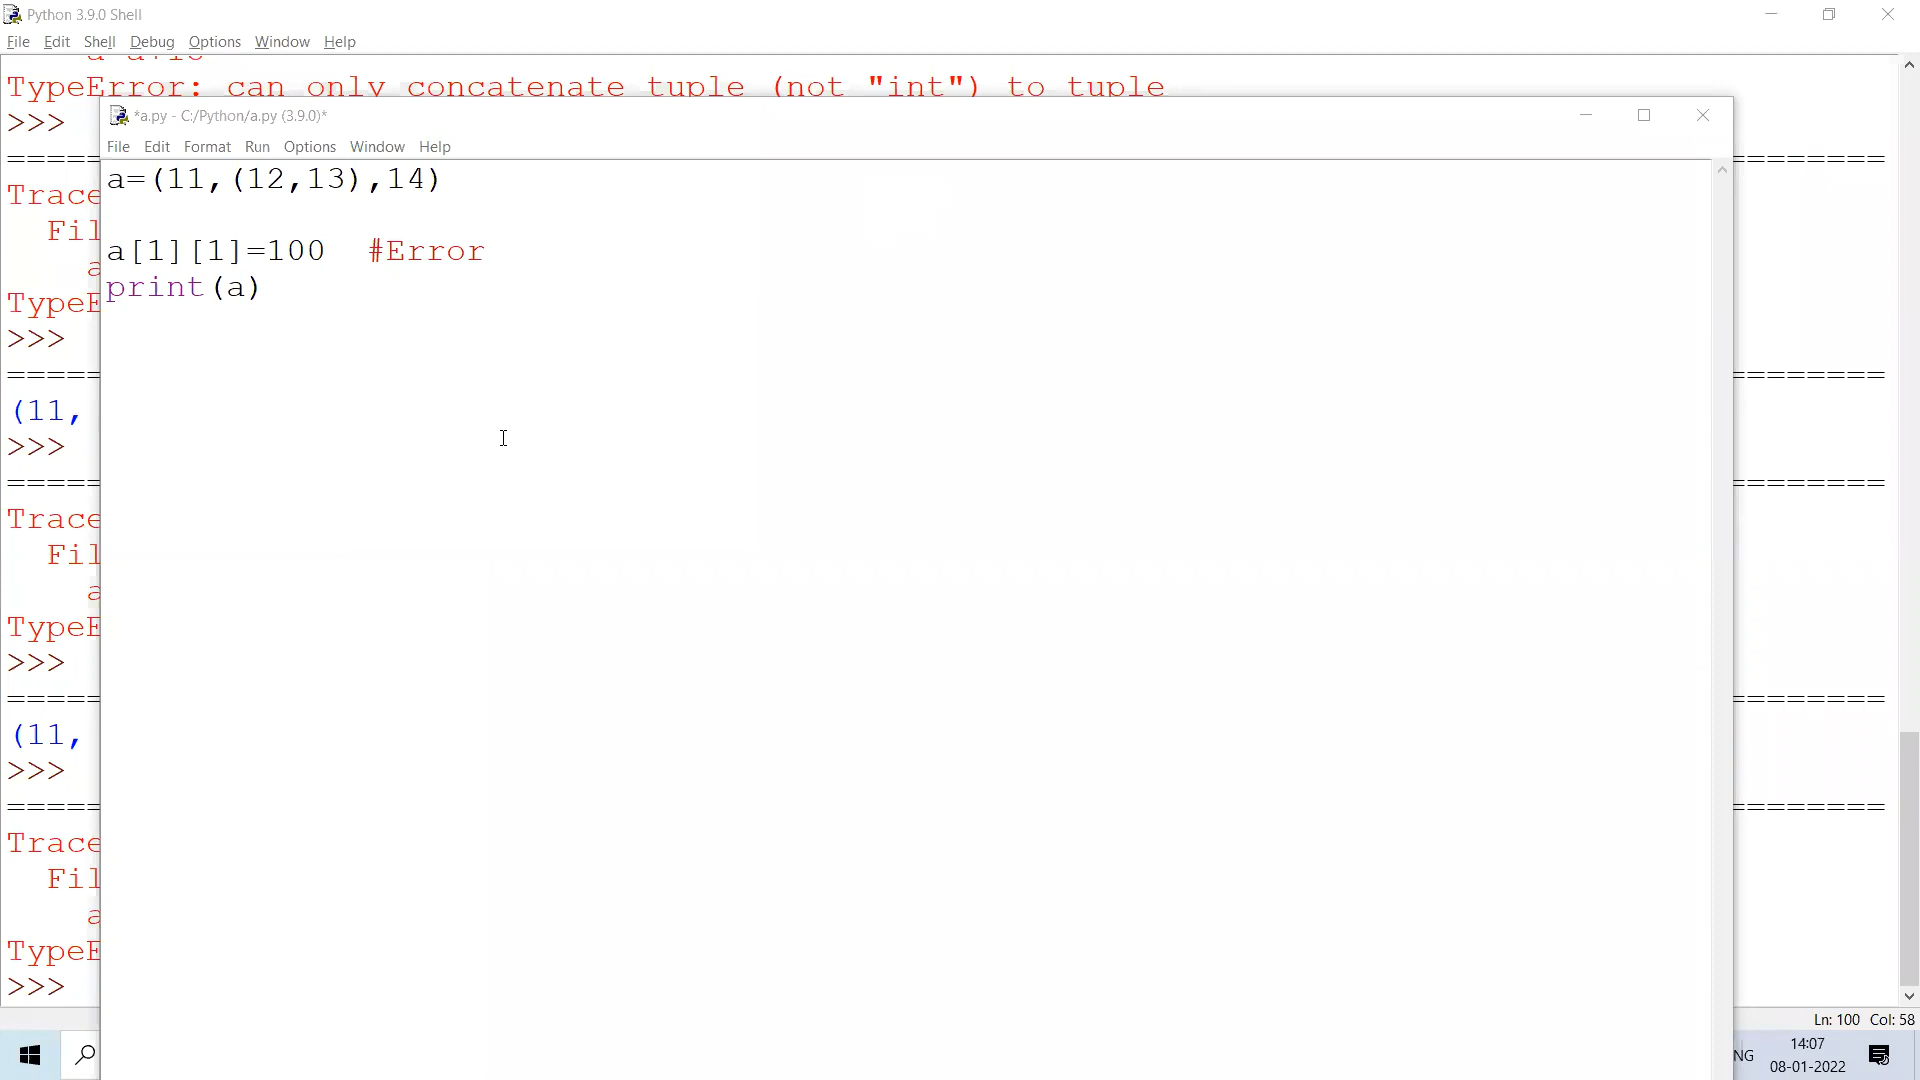 Python 3.9.0 Shell
File Edit Shell Debug Options Window Help
TypeError: can only concatenate tuple (not "int") to tuple
>>>
*a.py - C:/Python/a.py (3.9.0)*
File Edit Format Run Options Window Help
a=(11,(12,13),14)
a[1][1]=100  #Error
print(a)
Trace
Fil
a
TypeE
>>>
(11,
>>>
Trace
Fil
a
TypeE
>>>
(11,
>>>
Trace
Fil
a
TypeE
>>>
Ln: 100 Col: 58
NG
14:07
08-01-2022